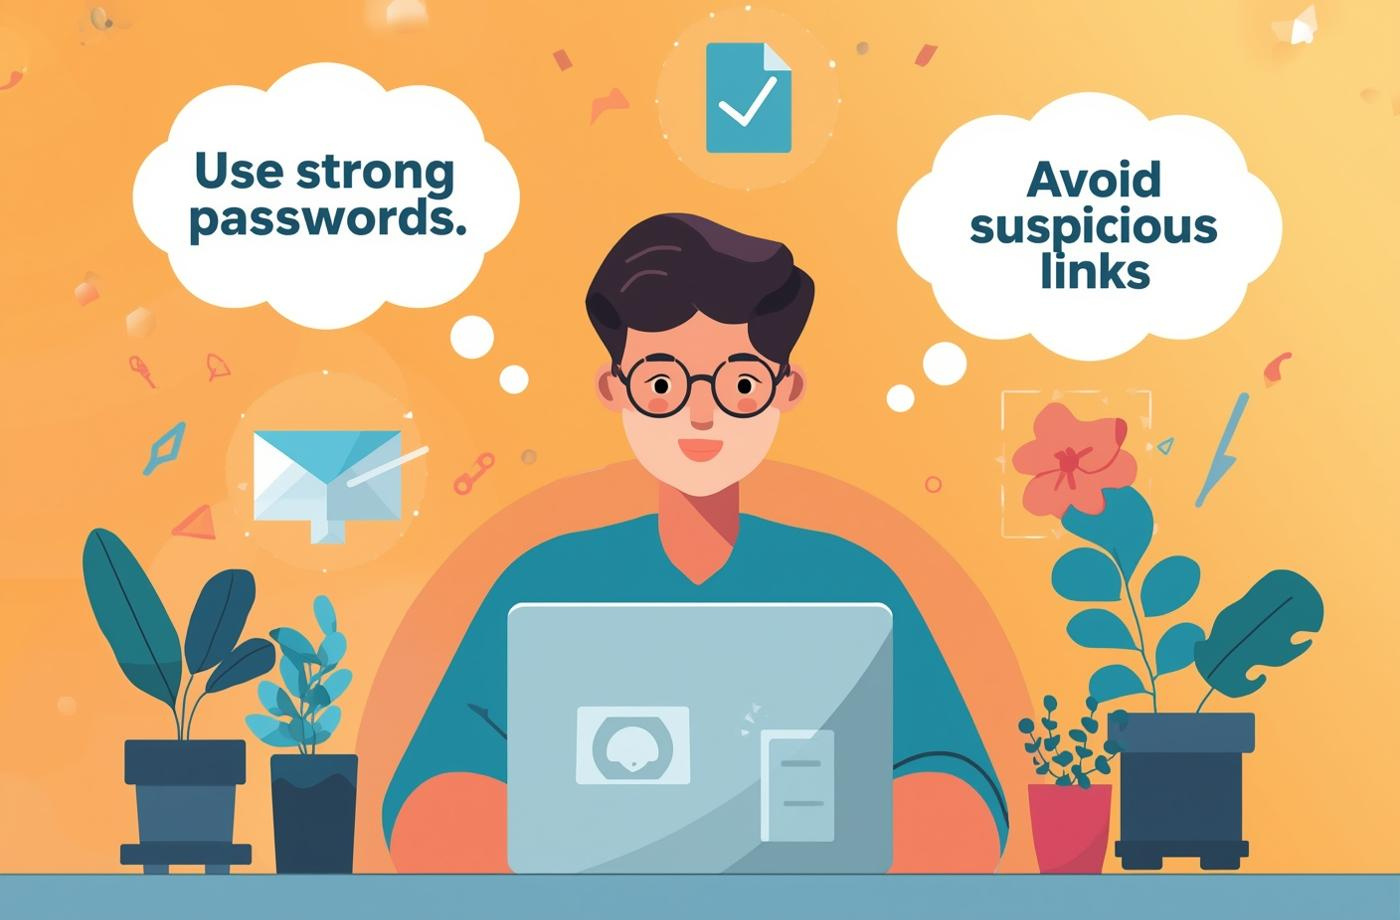 Use strong
passwords.
Avoid
suspicious
links